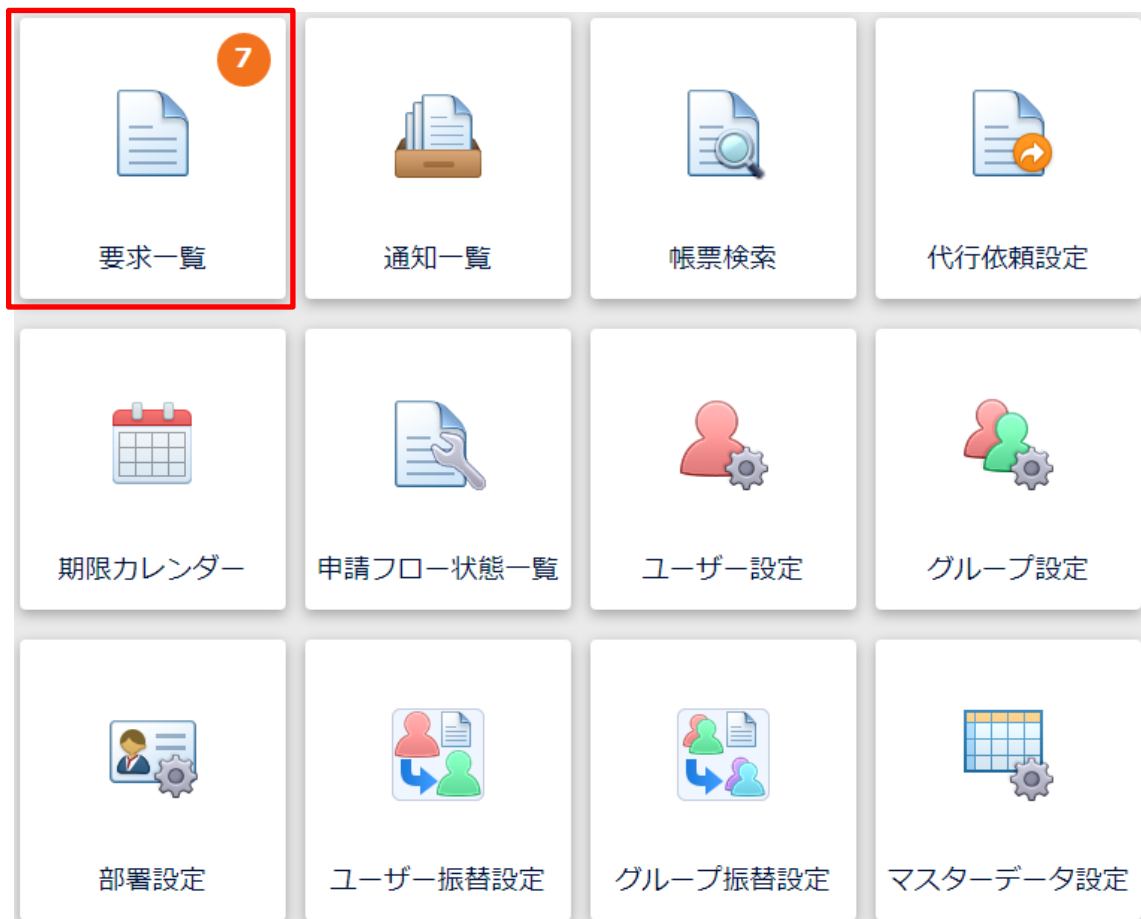 7
要求一覧
通知一覧
帳票検索
代行依頼設定
期限カレンダー
申請フロー状態一覧
ユーザー設定
グループ設定
部署設定
ユーザー振替設定
グループ振替設定
マスターデータ設定